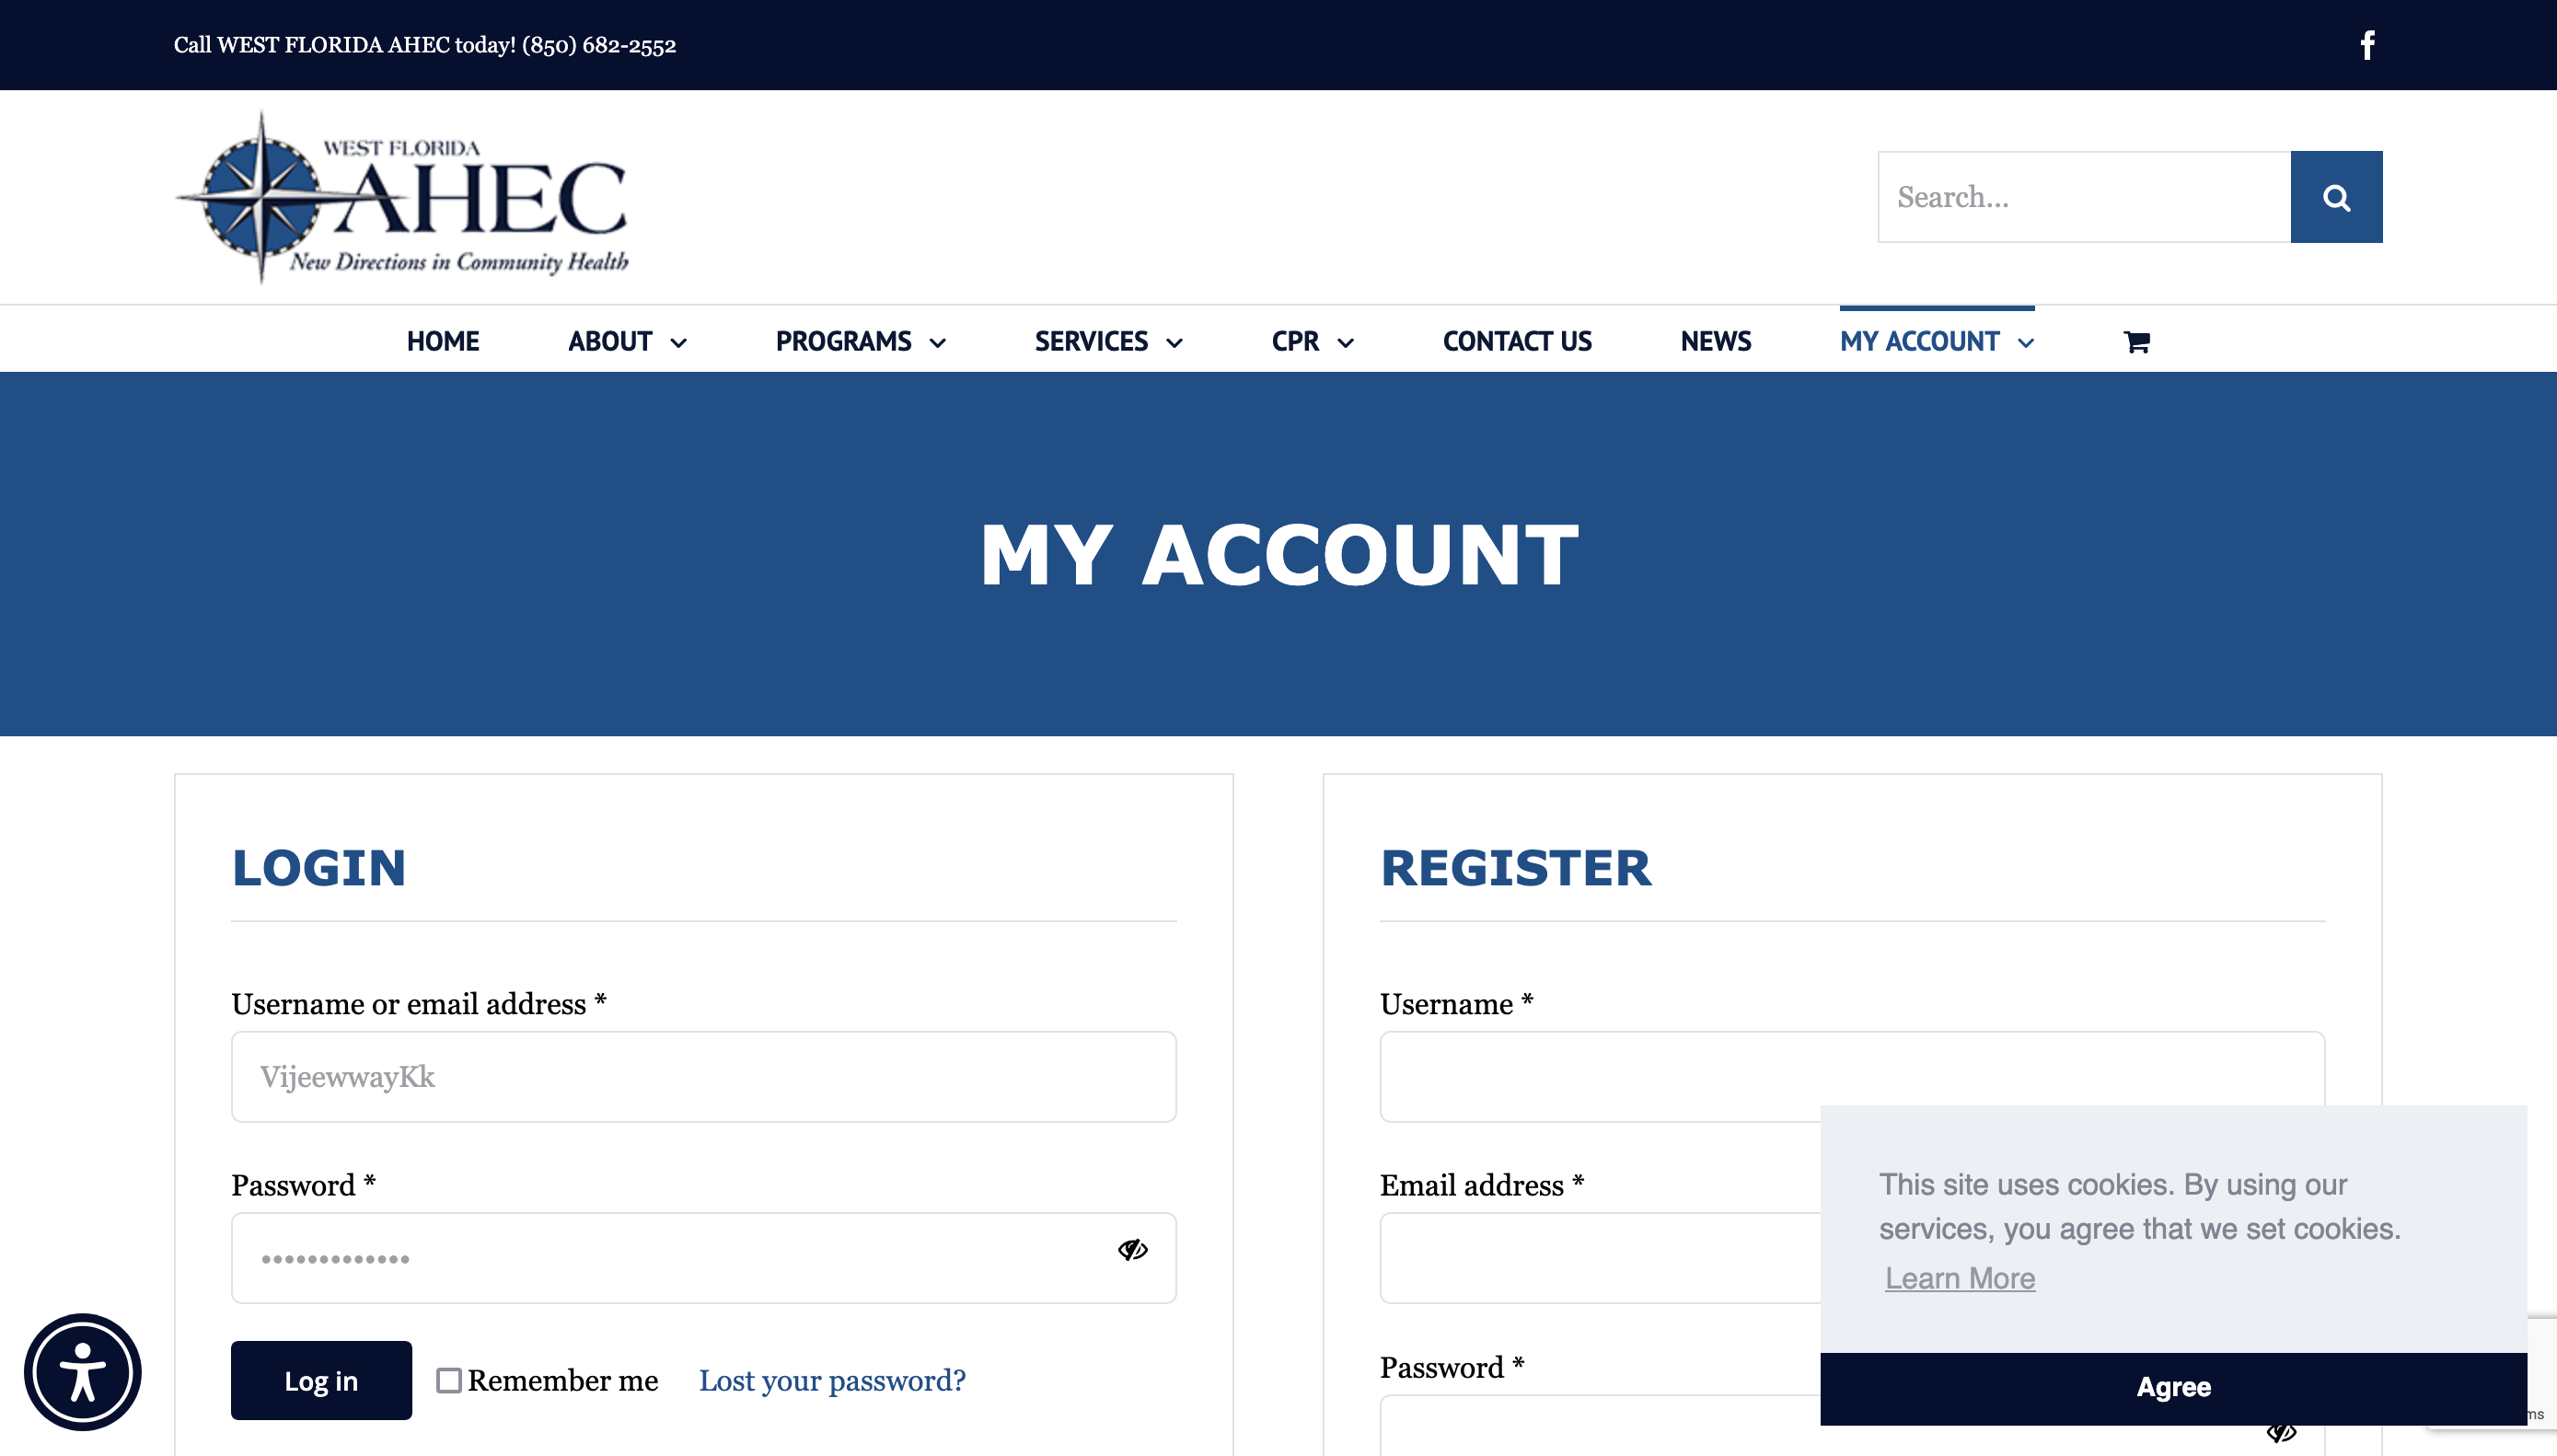 Call WEST FLORIDA AHEC today! (850) 682-2552
WEST FLORIDA
AHEC
New Directions in Community Health
Search...
HOME ABOUT PROGRAMS SERVICES CPR CONTACT US NEWS MY ACCOUNT
MY ACCOUNT
LOGIN
Username or email address *
VijeewwayKk
Password *
•••••••••••••
Log in Remember me Lost your password?
REGISTER
Username *
Email address *
Password *
This site uses cookies. By using our
services, you agree that we set cookies.
Learn More
Agree